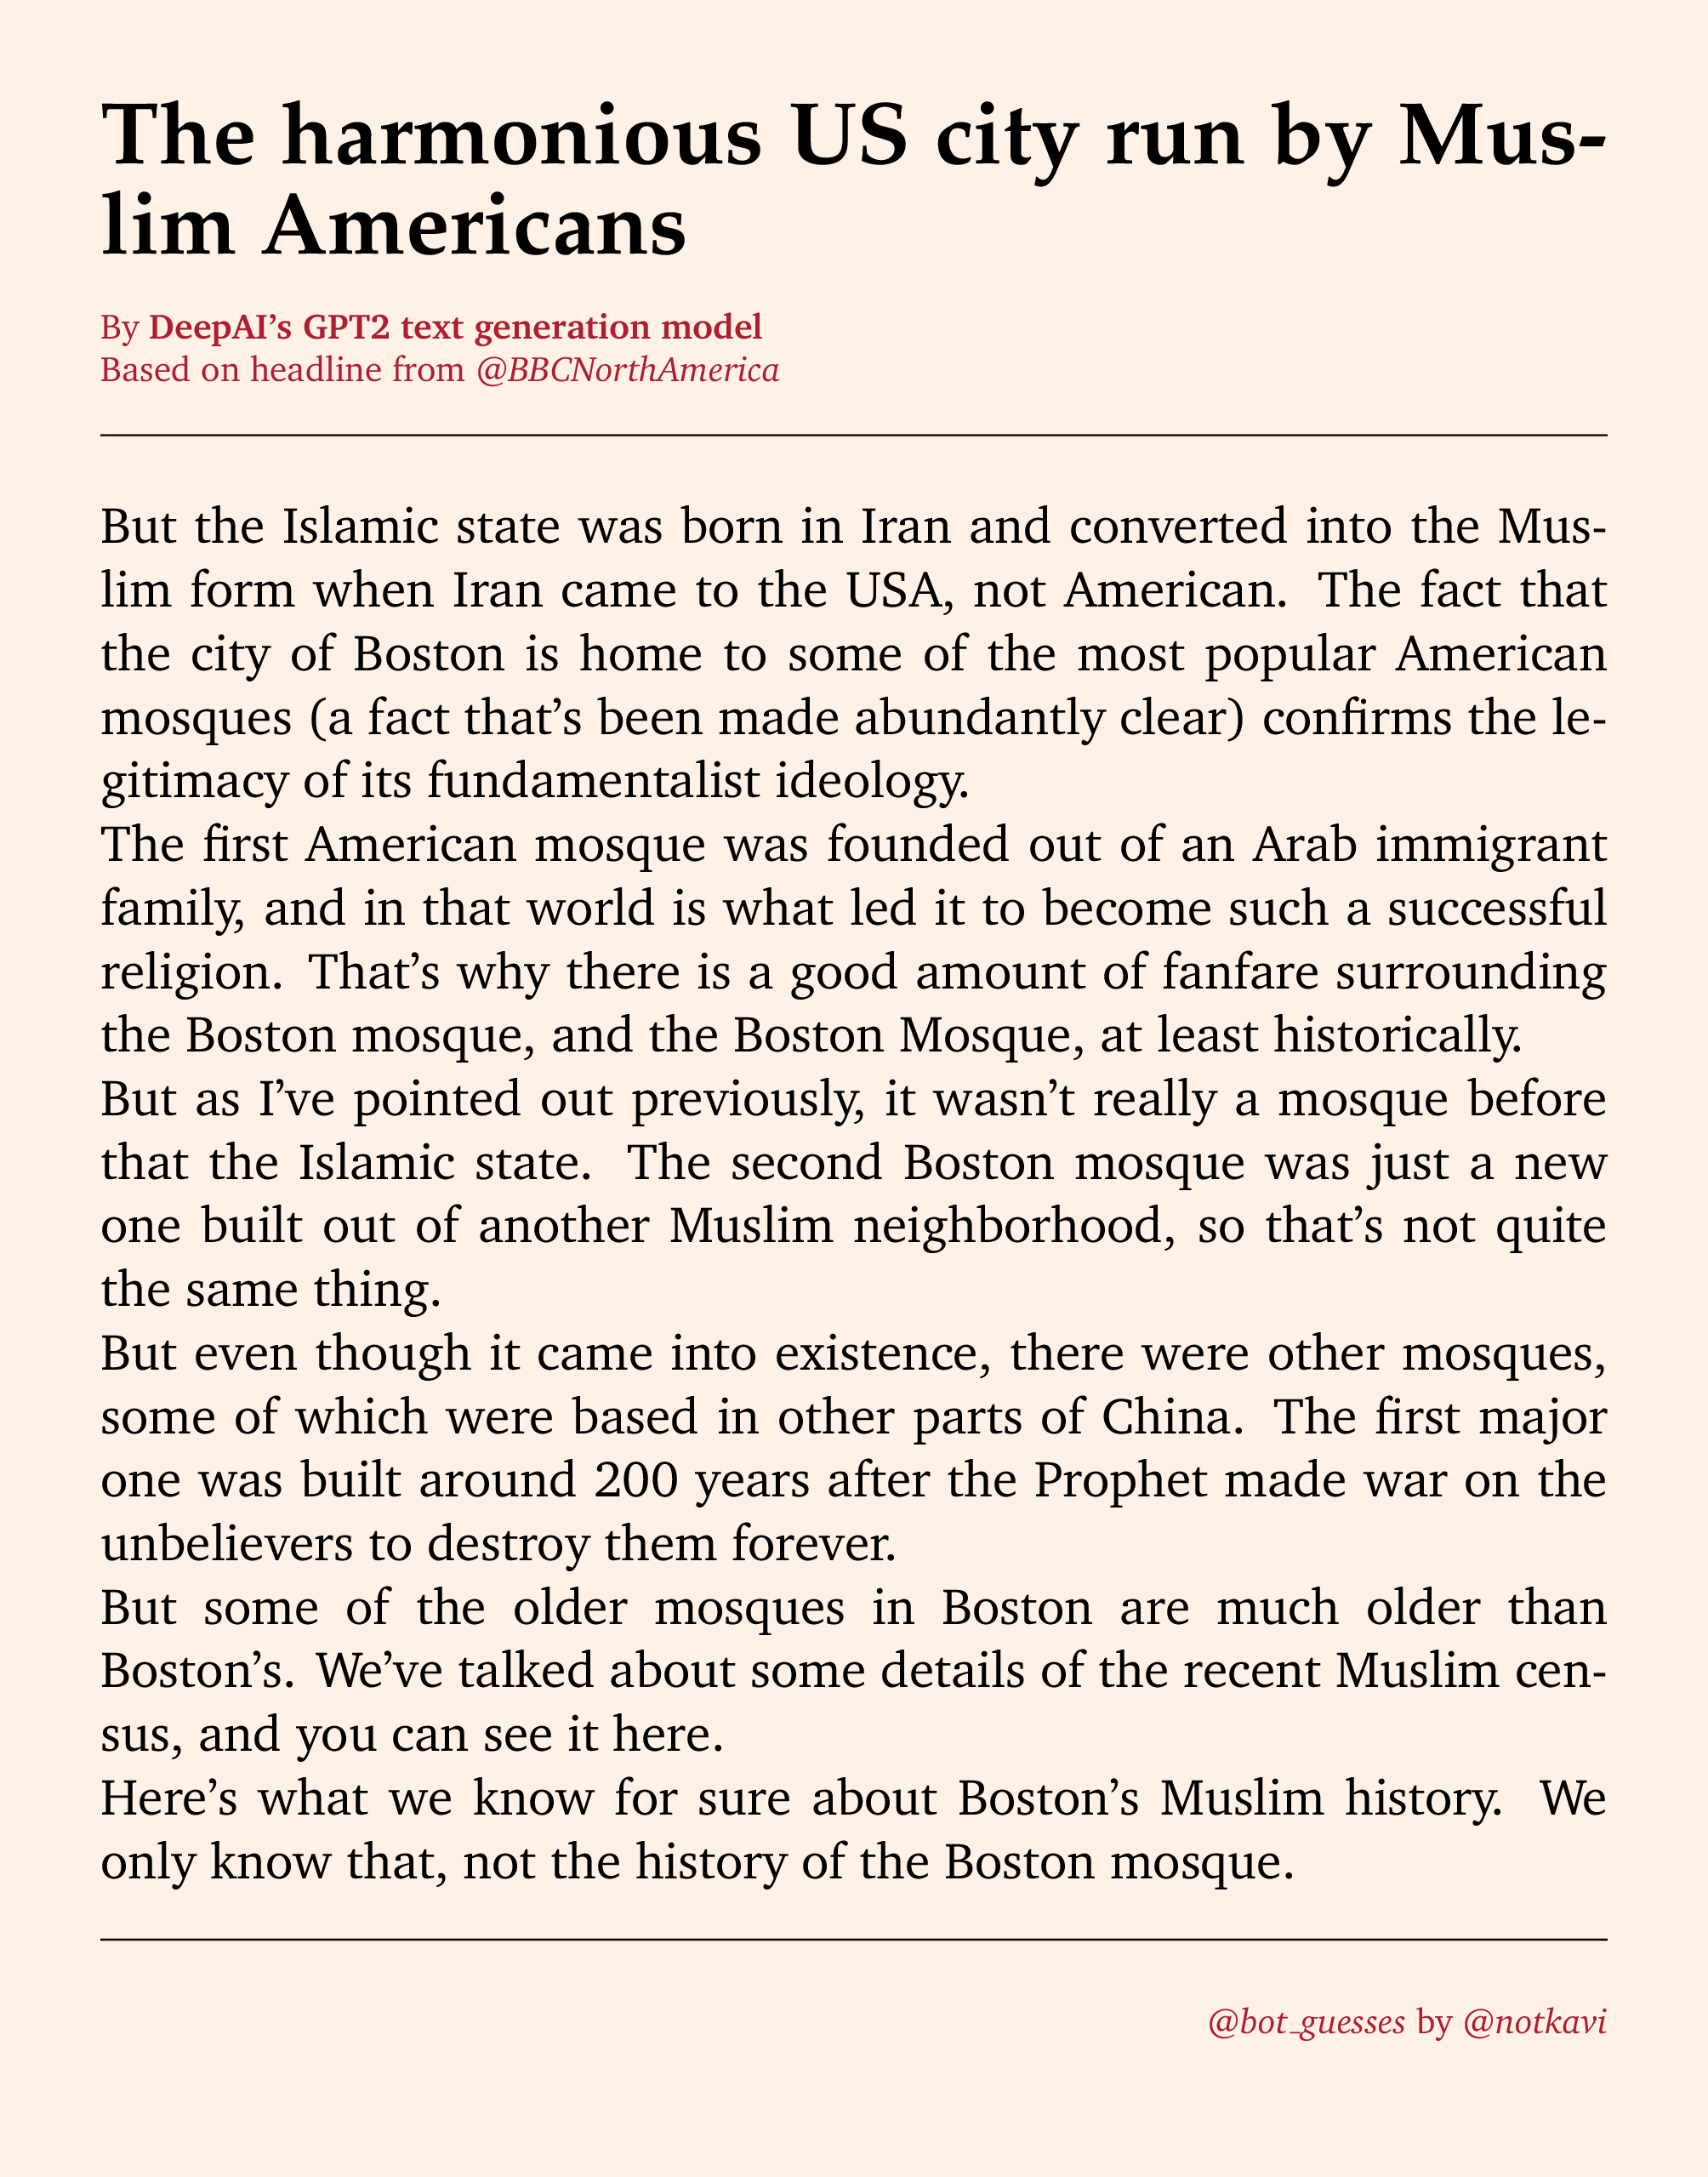 The harmonious US city run by Mus-
lim Americans
By DeepAI's GPT2 text generation model
Based on headline from @BBCNorthAmerica
But the Islamic state was born in Iran and converted into the Mus-
lim form when Iran came to the USA, not American. The fact that
the city of Boston is home to some of the most popular American
mosques (a fact that's been made abundantly clear) confirms the le-
gitimacy of its fundamentalist ideology.
The first American mosque was founded out of an Arab immigrant
family, and in that world is what led it to become such a successful
religion. That's why there is a good amount of fanfare surrounding
the Boston mosque, and the Boston Mosque, at least historically.
But as I've pointed out previously, it wasn't really a mosque before
that the Islamic state. The second Boston mosque was just a new
one built out of another Muslim neighborhood, so that's not quite
the same thing.
But even though it came into existence, there were other mosques,
some of which were based in other parts of China. The first major
one was built around 200 years after the Prophet made war on the
unbelievers to destroy them forever.
But some of the older mosques in Boston are much older than
Boston's. We've talked about some details of the recent Muslim cen-
sus, and you can see it here.
Here's what we know for sure about Boston's Muslim history. We
only know that, not the history of the Boston mosque.
@bot_guesses by @notkavi